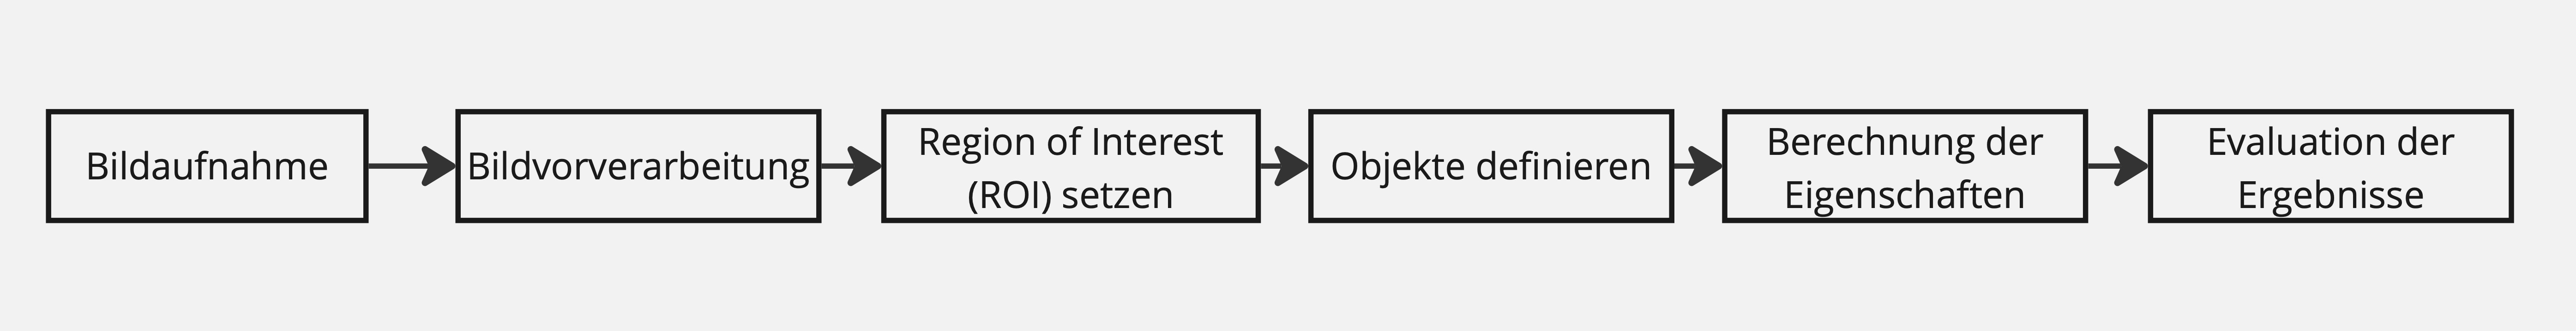 Bildaufnahme
Bildvorverarbeitung
Region of Interest
(ROI) setzen
Objekte definieren
Berechnung der
Eigenschaften
Evaluation der
Ergebnisse